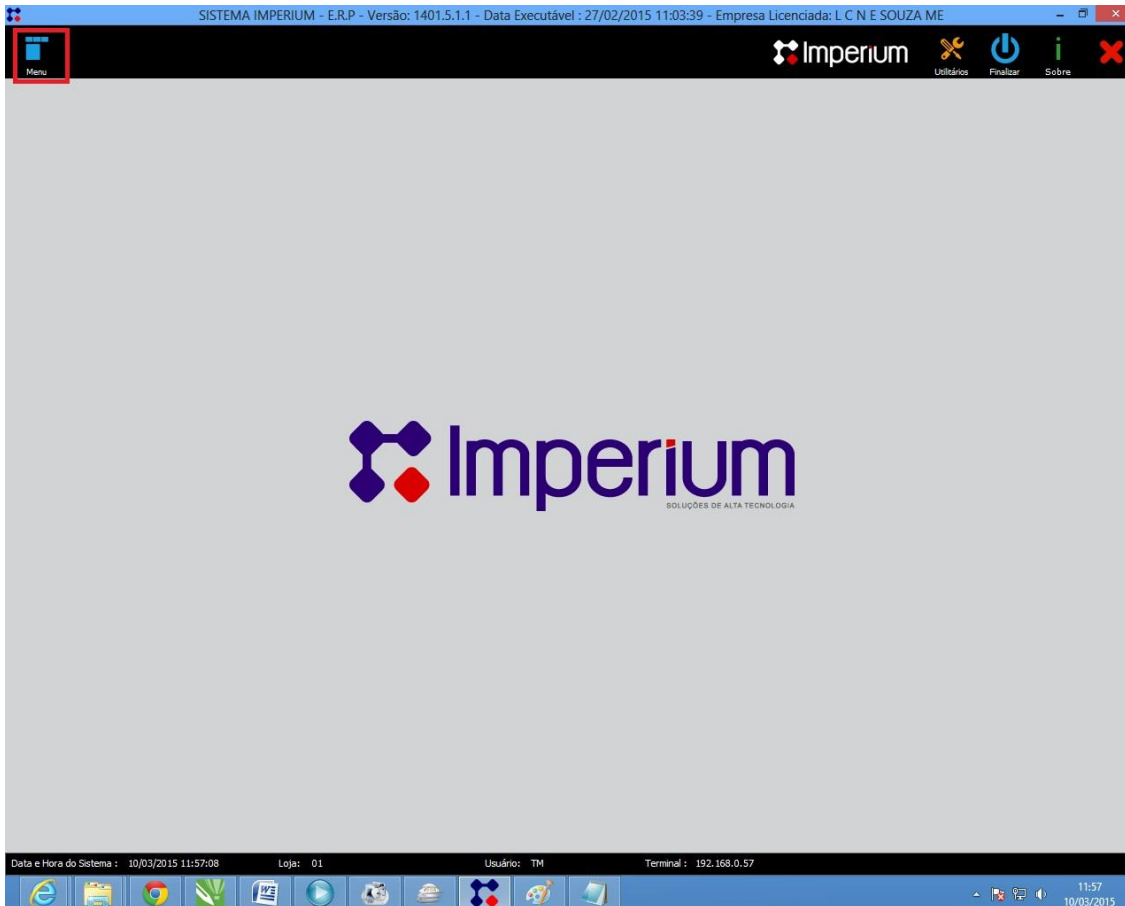 SISTEMA IMPERIUM - E.R.P - Versão: 1401.5.1.1 - Data Executável : 27/02/2015 11:03:39 - Empresa Licenciada: L C N E SOUZA ME
Menu
Imperium
Utilitários
Finalizar
Sobre
Imperium
SOLUÇÕES DE ALTA TECNOLOGIA
Data e Hora do Sistema : 10/03/2015 11:57:08 Loja: 01 Usuário: TM Terminal : 192.168.0.57
11:57
10/03/2015